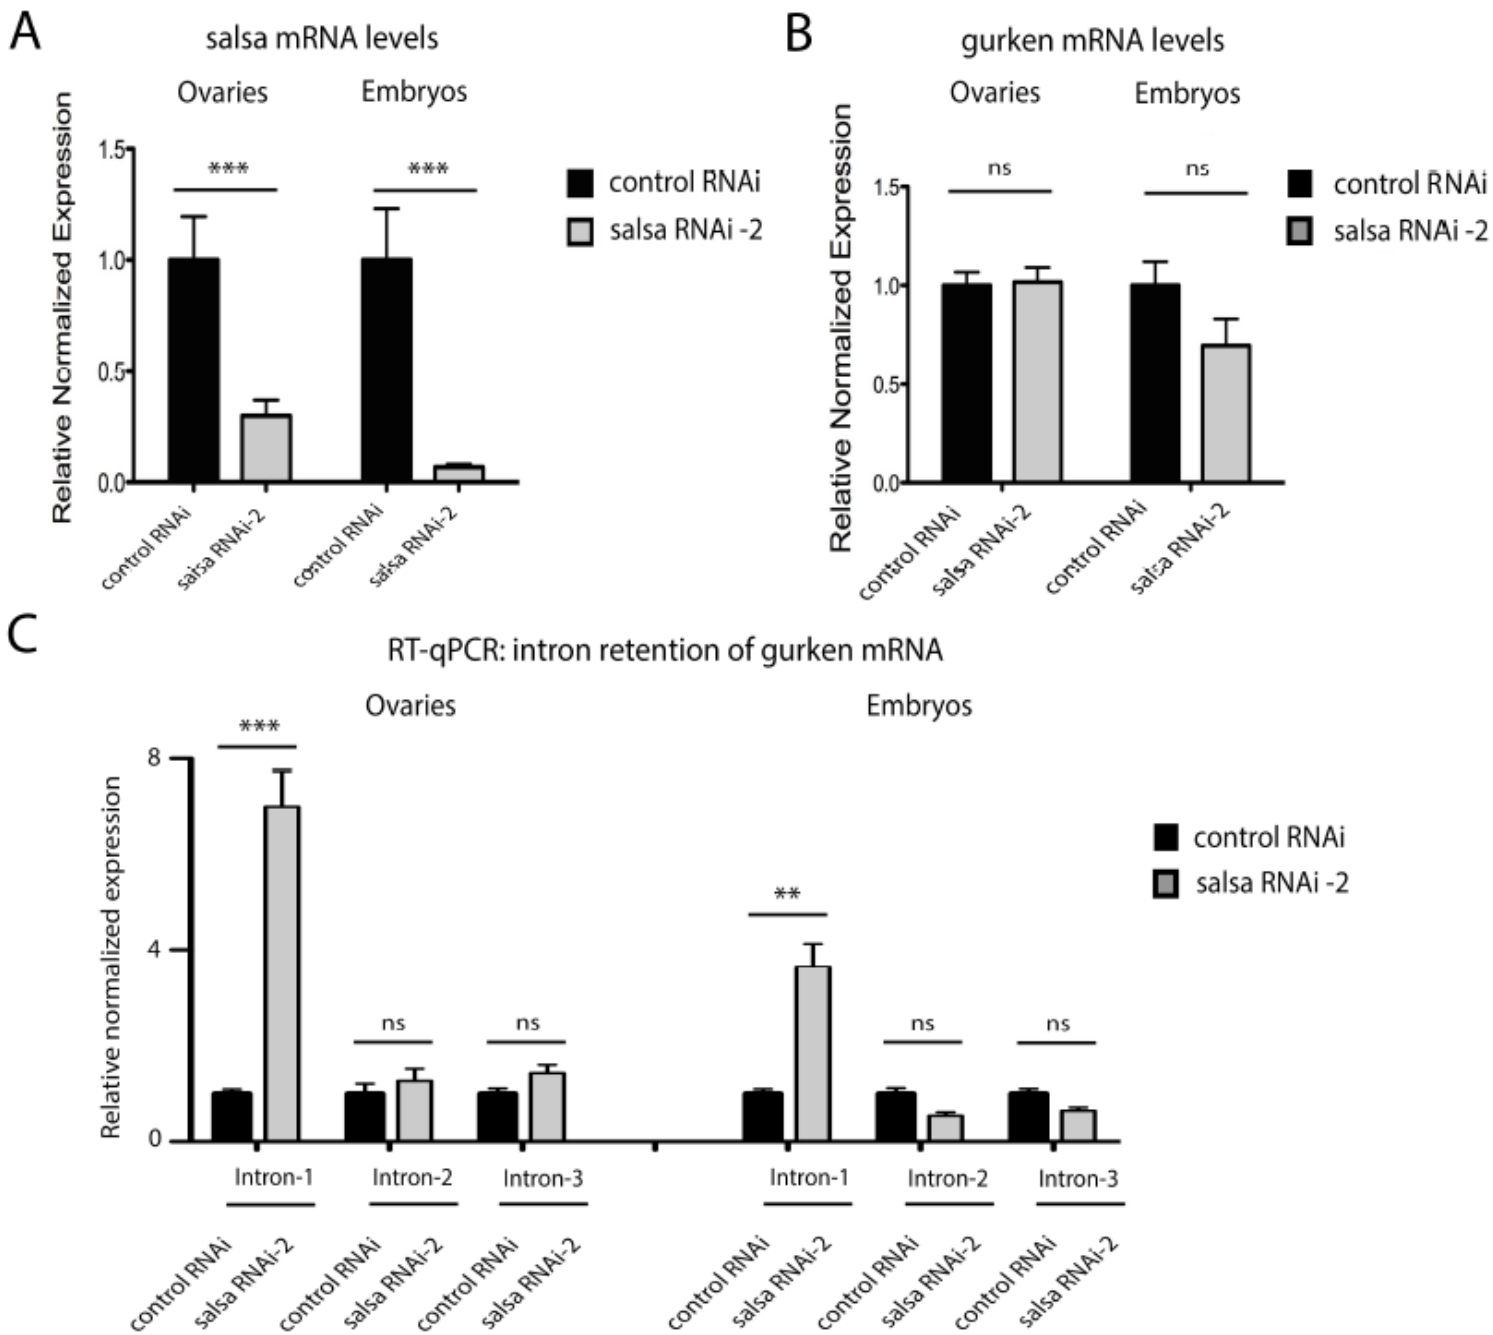 A
salsa mRNA levels
Ovaries Embryos
Relative Normalized Expression
1.5
1.0
0.5
0.0
*** ***
control RNAi
salsa RNAi -2
control RNAi
salsa RNAi-2
control RNAi
salsa RNAi-2
B
gurken mRNA levels
Ovaries Embryos
Relative Normalized Expression
1.5
1.0
0.5
0.0
ns ns
control RNAi
salsa RNAi -2
control RNAi
salsa RNAi-2
control RNAi
salsa RNAi-2
C
RT-qPCR: intron retention of gurken mRNA
Ovaries Embryos
Relative normalized expression
8
4
0
*** ns ns ** ns ns
control RNAi
salsa RNAi -2
Intron-1 Intron-2 Intron-3 Intron-1 Intron-2 Intron-3
control RNAi
salsa RNAi-2
control RNAi
salsa RNAi-2
control RNAi
salsa RNAi-2
control RNAi
salsa RNAi-2
control RNAi
salsa RNAi-2
control RNAi
salsa RNAi-2